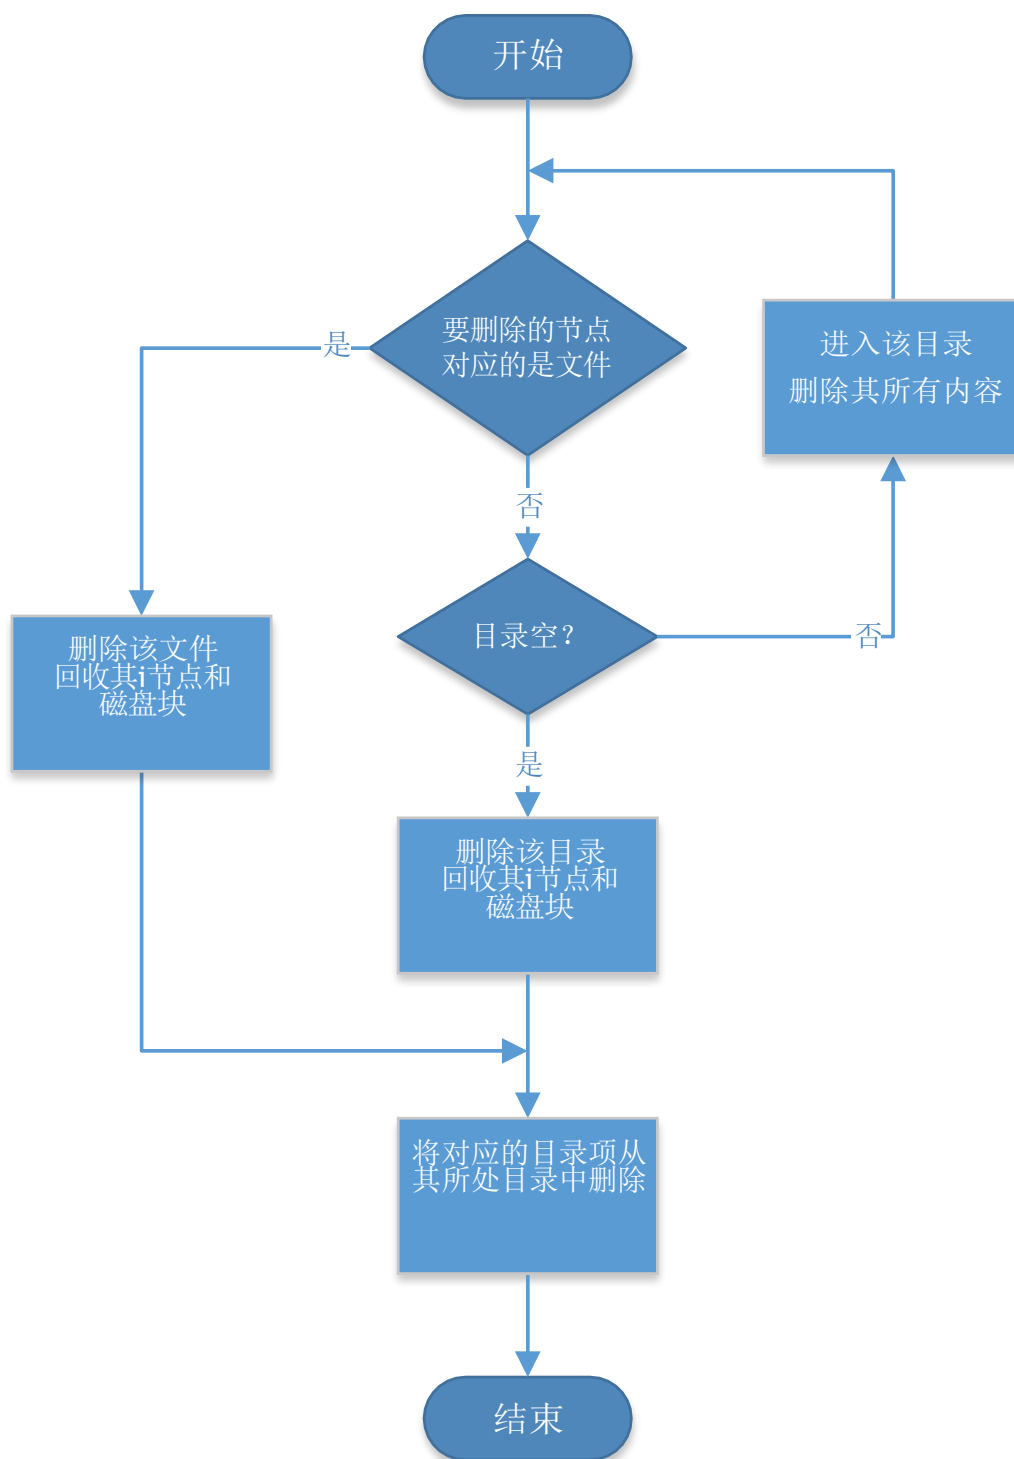 开始
要删除的节点
对应的是文件
是
进入该目录
删除其所有内容
否
目录空?
否
删除该文件
回收其i节点和
磁盘块
是
删除该目录
回收其i节点和
磁盘块
将对应的目录项从
其所处目录中删除
结束